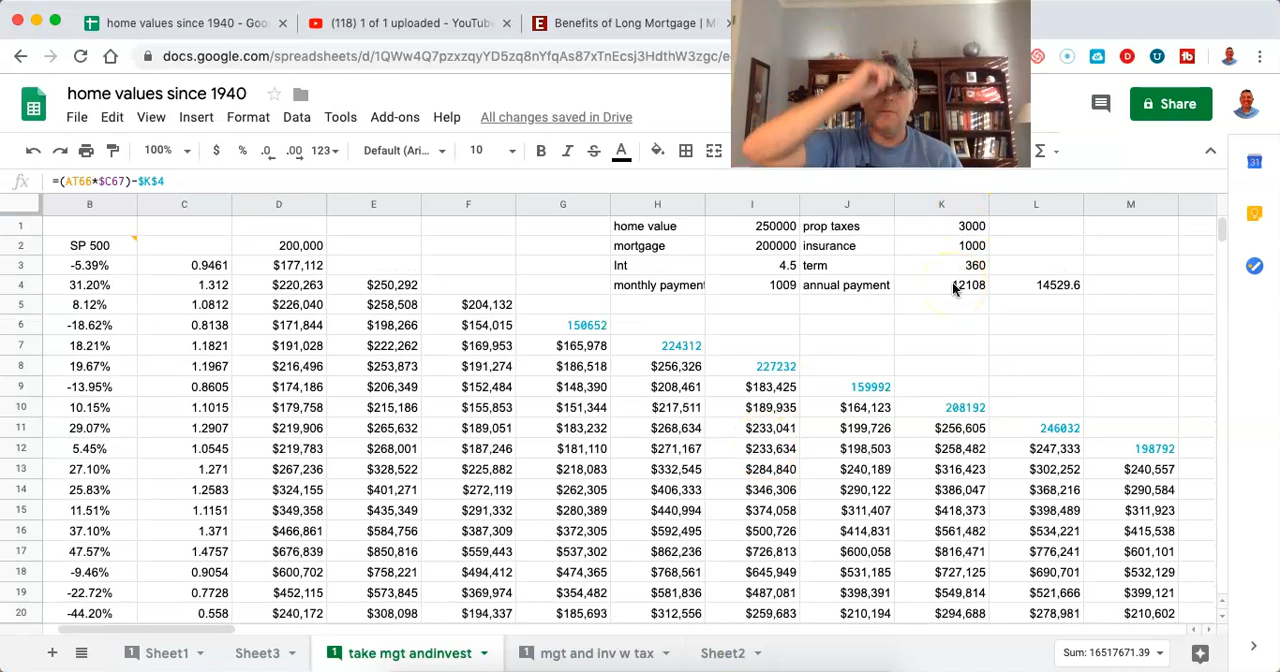 home values since 1940 - Goo
(118) 1 of 1 uploaded - YouTube
Benefits of Long Mortgage | M
docs.google.com/spreadsheets/d/1QWw4Q7pzxzqyYD5zq8nYfqAs87xTnEcsj3HdthW3zgc/e
home values since 1940
File Edit View Insert Format Data Tools Add-ons Help All changes saved in Drive
Share
100% $ % .0 .00 123 Default (Ari... 10 B I S A Σ
fx =(AT66*$C67)-$K$4
B C D E F G H I J K L M
1 home value 250000 prop taxes 3000
2 SP 500 200,000 mortgage 200000 insurance 1000
3 -5.39% 0.9461 $177,112 Int 4.5 term 360
4 31.20% 1.312 $220,263 $250,292 monthly payment 1009 annual payment 12108 14529.6
5 8.12% 1.0812 $226,040 $258,508 $204,132
6 -18.62% 0.8138 $171,844 $198,266 $154,015 150652
7 18.21% 1.1821 $191,028 $222,262 $169,953 $165,978 224312
8 19.67% 1.1967 $216,496 $253,873 $191,274 $186,518 $256,326 227232
9 -13.95% 0.8605 $174,186 $206,349 $152,484 $148,390 $208,461 $183,425 159992
10 10.15% 1.1015 $179,758 $215,186 $155,853 $151,344 $217,511 $189,935 $164,123 208192
11 29.07% 1.2907 $219,906 $265,632 $189,051 $183,232 $268,634 $233,041 $199,726 $256,605 246032
12 5.45% 1.0545 $219,783 $268,001 $187,246 $181,110 $271,167 $233,634 $198,503 $258,482 $247,333 198792
13 27.10% 1.271 $267,236 $328,522 $225,882 $218,083 $332,545 $284,840 $240,189 $316,423 $302,252 $240,557
14 25.83% 1.2583 $324,155 $401,271 $272,119 $262,305 $406,333 $346,306 $290,122 $386,047 $368,216 $290,584
15 11.51% 1.1151 $349,358 $435,349 $291,332 $280,389 $440,994 $374,058 $311,407 $418,373 $398,489 $311,923
16 37.10% 1.371 $466,861 $584,756 $387,309 $372,305 $592,495 $500,726 $414,831 $561,482 $534,221 $415,538
17 47.57% 1.4757 $676,839 $850,816 $559,443 $537,302 $862,236 $726,813 $600,058 $816,471 $776,241 $601,101
18 -9.46% 0.9054 $600,702 $758,221 $494,412 $474,365 $768,561 $645,949 $531,185 $727,125 $690,701 $532,129
19 -22.72% 0.7728 $452,115 $573,845 $369,974 $354,482 $581,836 $487,081 $398,391 $549,814 $521,666 $399,121
20 -44.20% 0.558 $240,172 $308,098 $194,337 $185,693 $312,556 $259,683 $210,194 $294,688 $278,981 $210,602
1 Sheet1 Sheet3 1 take mgt andinvest 1 mgt and inv w tax Sheet2 Sum: 16517671.39